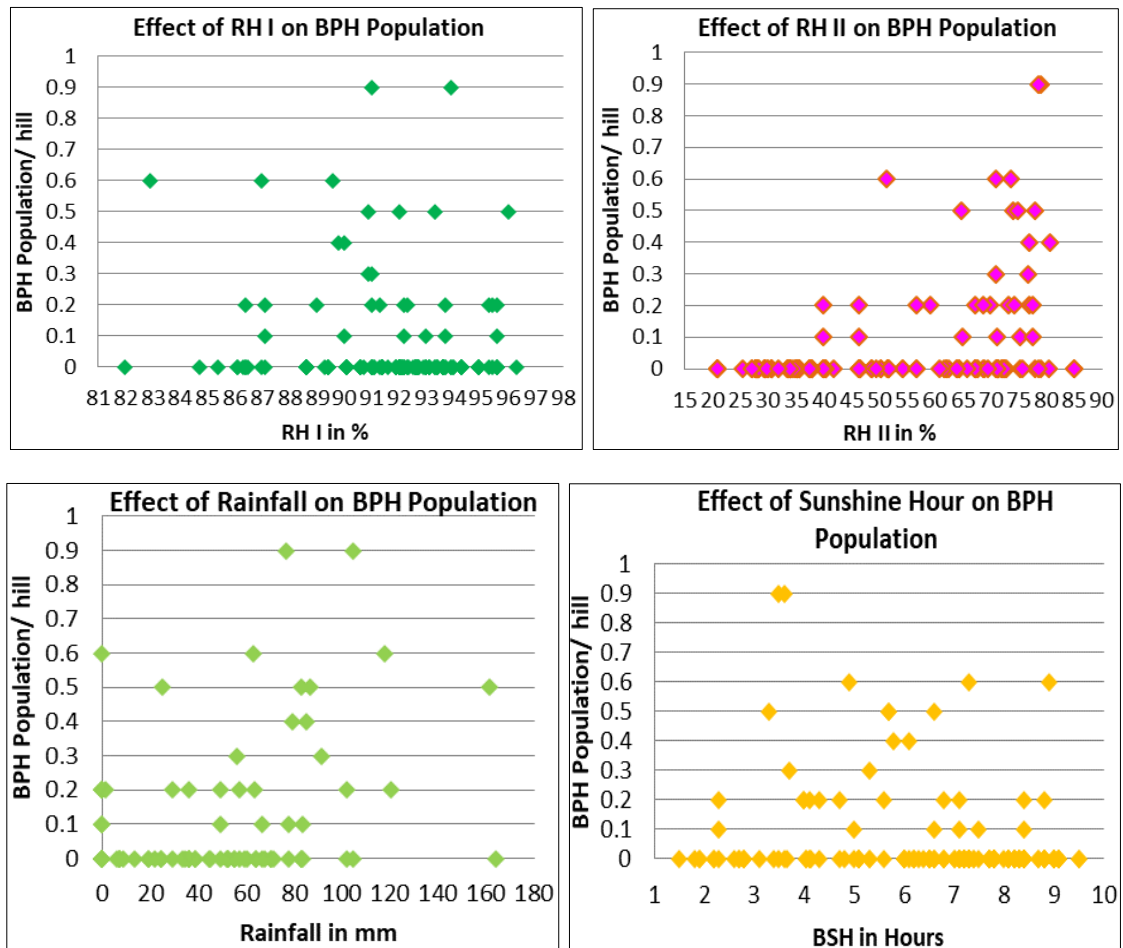 Effect of RH I on BPH Population
1
0.9
0.8
0.7
0.6
0.5
0.4
0.3
0.2
0.1
0
BPH Population/ hill
81 82 83 84 85 86 87 88 89 90 91 92 93 94 95 96 97 98
RH I in %
Effect of RH II on BPH Population
1
0.9
0.8
0.7
0.6
0.5
0.4
0.3
0.2
0.1
0
BPH Population/ hill
15 20 25 30 35 40 45 50 55 60 65 70 75 80 85 90
RH II in %
Effect of Rainfall on BPH Population
1
0.9
0.8
0.7
0.6
0.5
0.4
0.3
0.2
0.1
0
BPH Population/ hill
0 20 40 60 80 100 120 140 160 180
Rainfall in mm
Effect of Sunshine Hour on BPH
Population
1
0.9
0.8
0.7
0.6
0.5
0.4
0.3
0.2
0.1
0
BPH Population/ hill
1 2 3 4 5 6 7 8 9 10
BSH in Hours